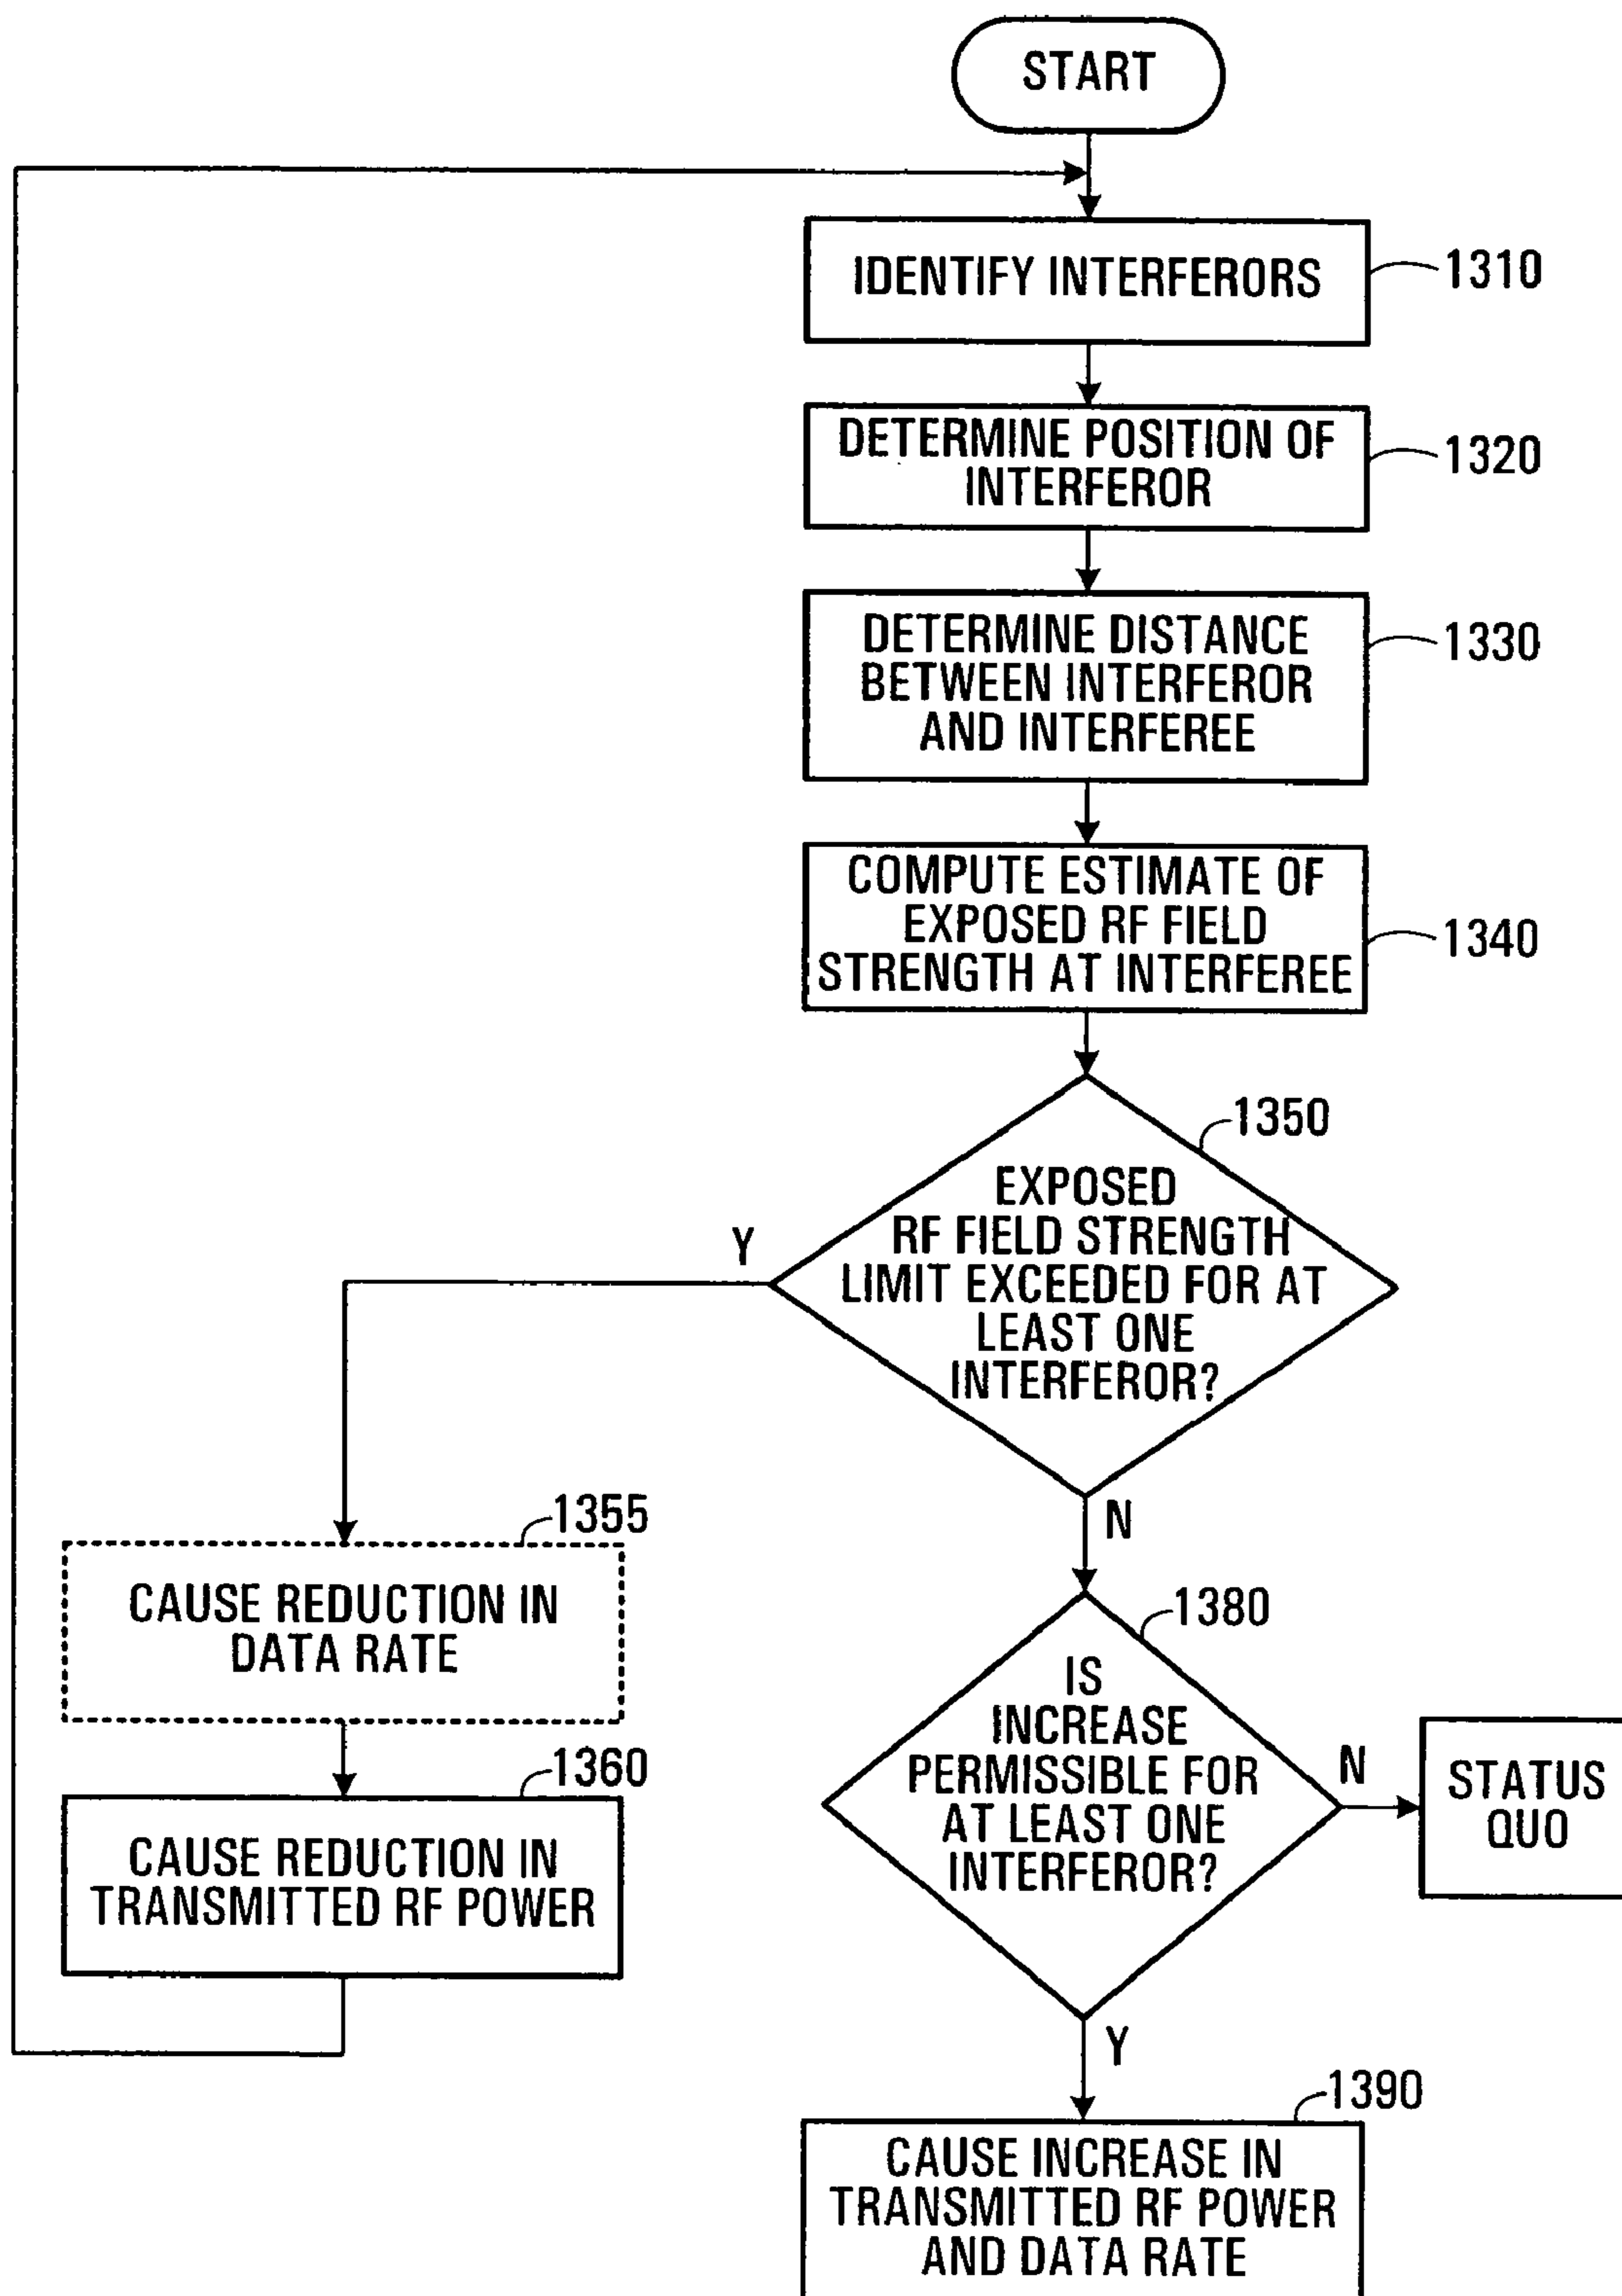 START
IDENTIFY INTERFERORS
1310
DETERMINE POSITION OF
INTERFEROR
1320
DETERMINE DISTANCE
BETWEEN INTERFEROR
AND INTERFEREE
1330
COMPUTE ESTIMATE OF
EXPOSED RF FIELD
STRENGTH AT INTERFEREE
1340
1350
EXPOSED
RF FIELD STRENGTH
LIMIT EXCEEDED FOR AT
LEAST ONE
INTERFEROR?
Y
N
1355
CAUSE REDUCTION IN
DATA RATE
1360
CAUSE REDUCTION IN
TRANSMITTED RF POWER
1380
IS
INCREASE
PERMISSIBLE FOR
AT LEAST ONE
INTERFEROR?
N
STATUS
QUO
Y
1390
CAUSE INCREASE IN
TRANSMITTED RF POWER
AND DATA RATE